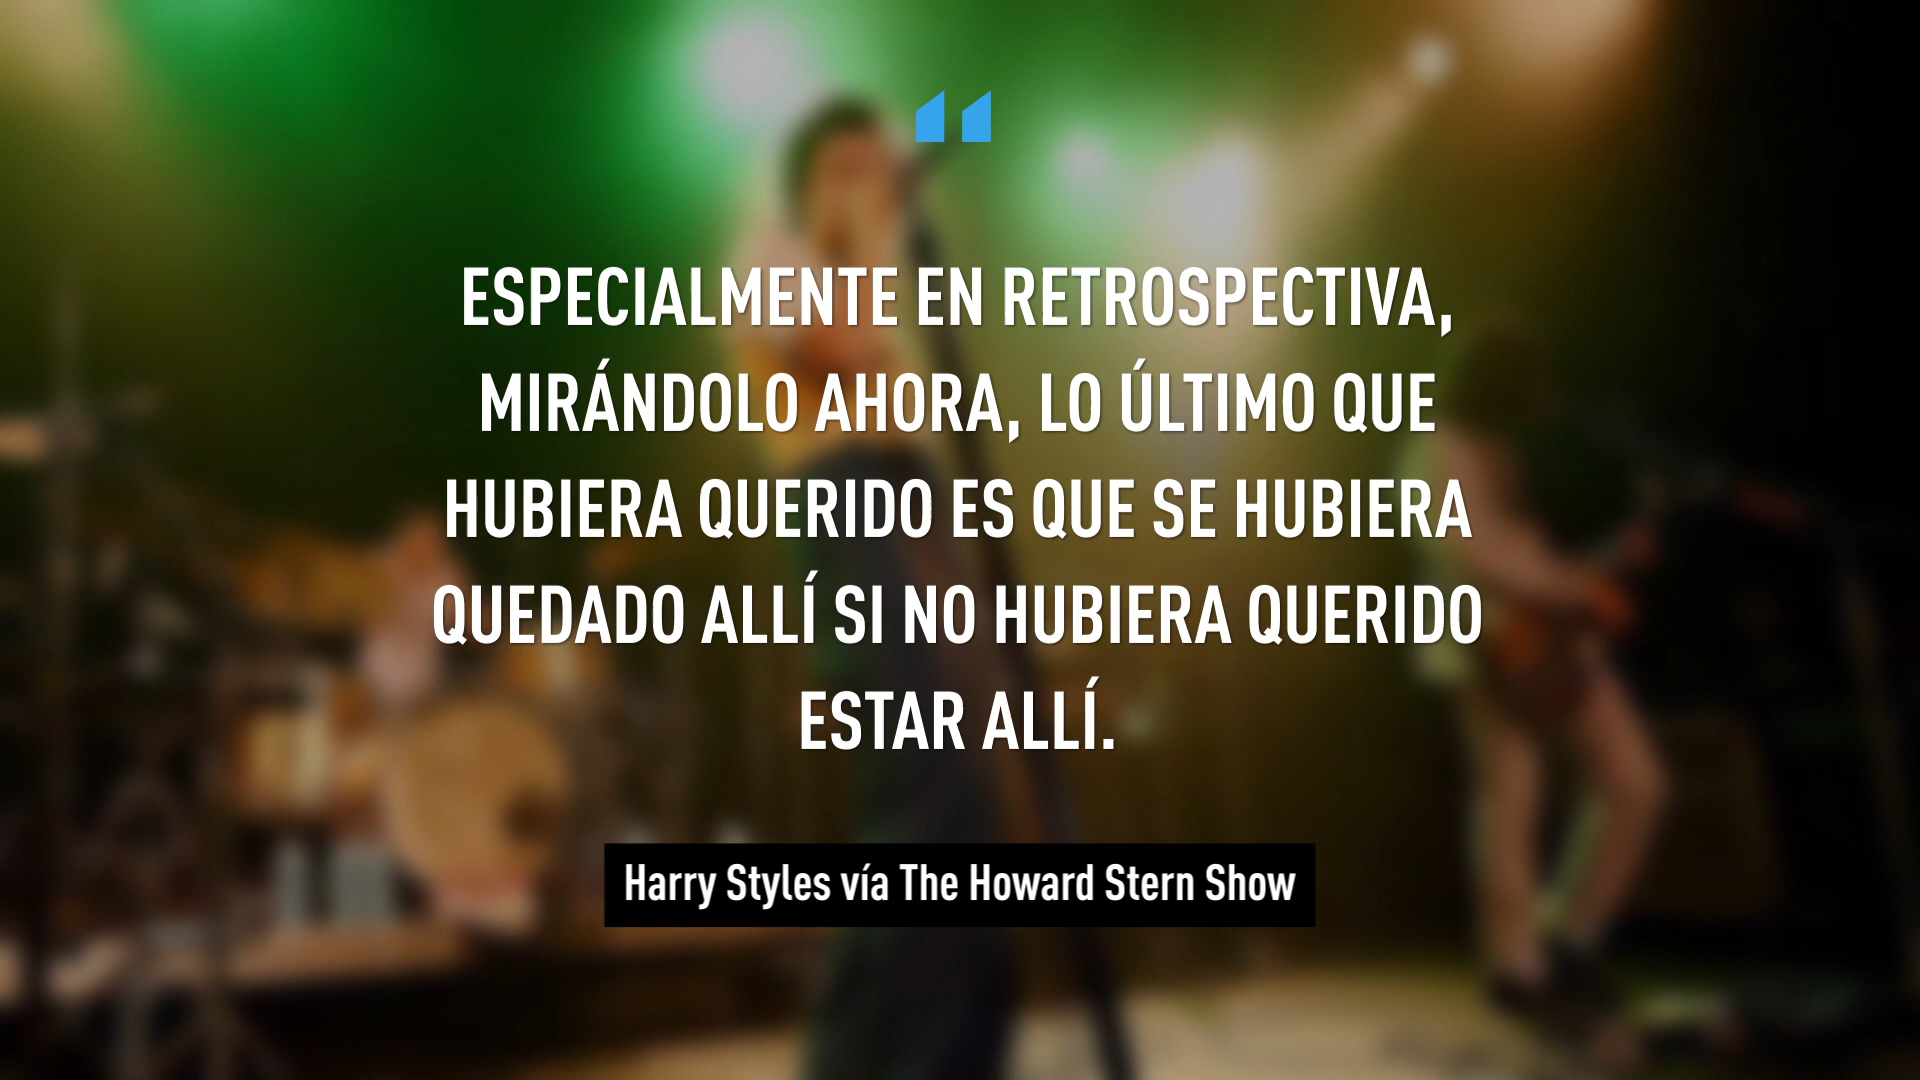 ESPECIALMENTE EN RETROSPECTIVA,
MIRÁNDOLO AHORA, LO ÚLTIMO QUE
HUBIERA QUERIDO ES QUE SE HUBIERA
QUEDADO ALLÍ SI NO HUBIERA QUERIDO
ESTAR ALLÍ.
Harry Styles vía The Howard Stern Show